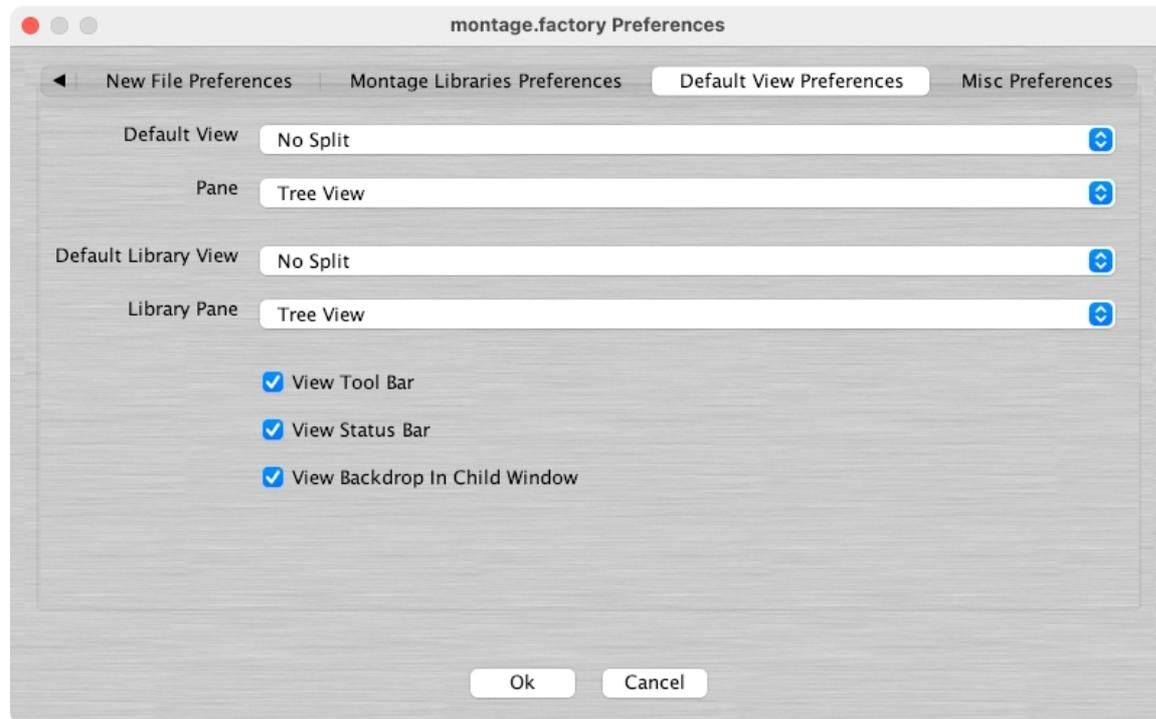 montage.factory Preferences
◀ New File Preferences Montage Libraries Preferences Default View Preferences Misc Preferences
Default View No Split
Pane Tree View
Default Library View No Split
Library Pane Tree View
View Tool Bar
View Status Bar
View Backdrop In Child Window
Ok Cancel